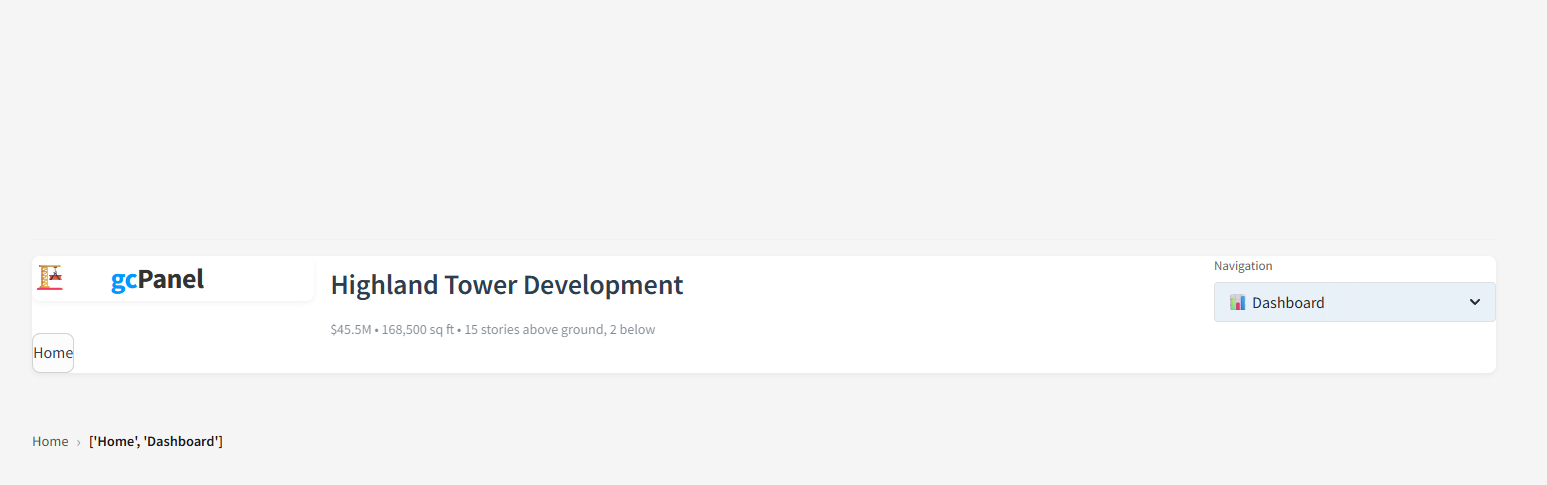 gcPanel
Home
Highland Tower Development
$45.5M • 168,500 sq ft • 15 stories above ground, 2 below
Navigation
Dashboard
Home › ['Home', 'Dashboard']